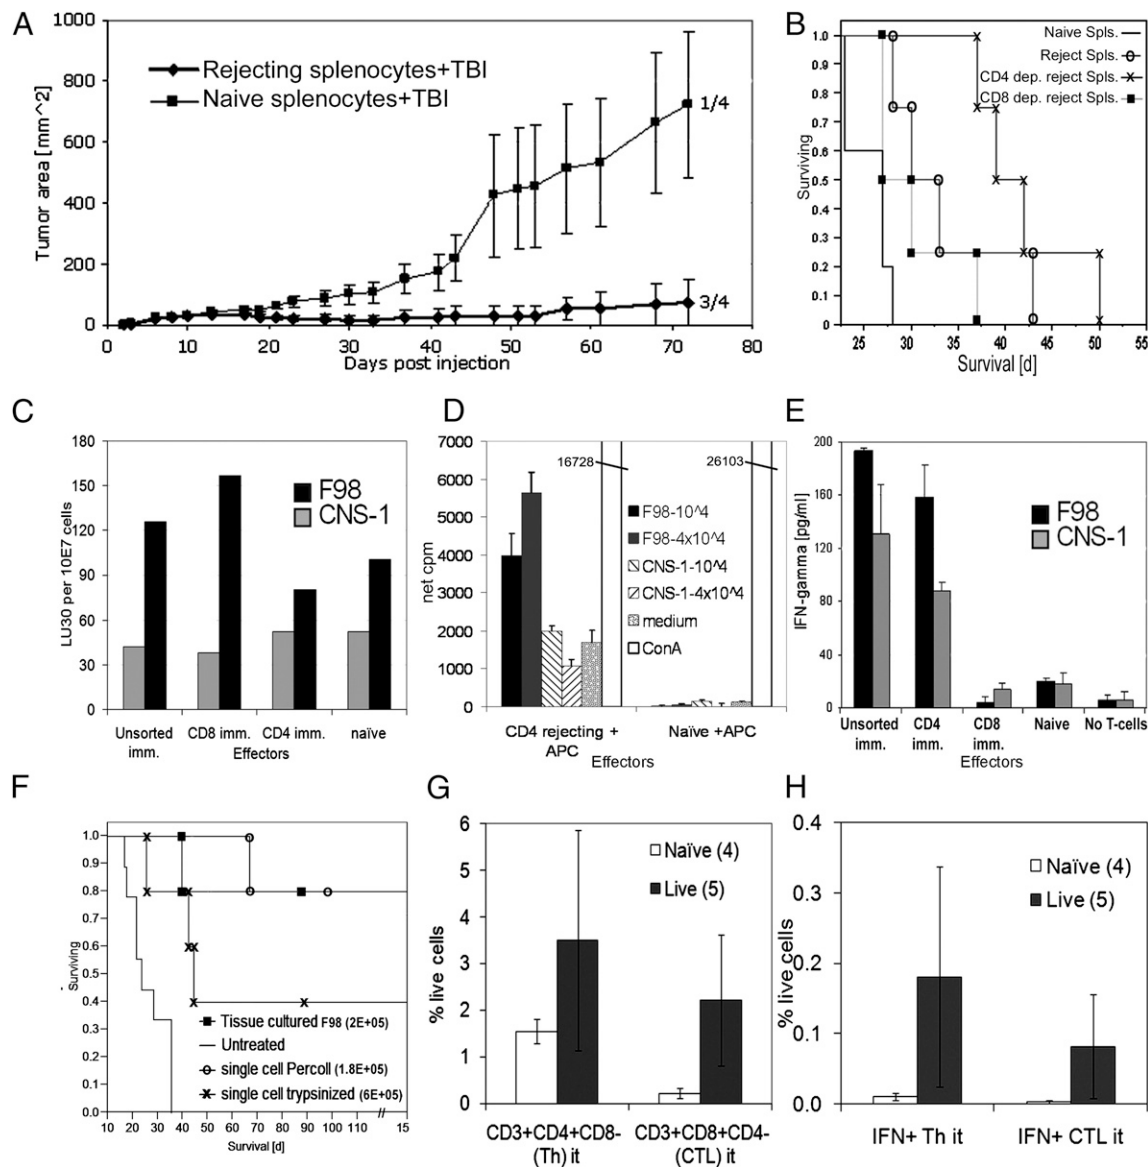 A
Tumor area [mm^2]
1000
800
600
400
200
0
Rejecting splenocytes+TBI
Naive splenocytes+TBI
1/4
3/4
0 10 20 30 40 50 60 70 80
Days post injection
B
Surviving
1.0
0.9
0.8
0.7
0.6
0.5
0.4
0.3
0.2
0.1
0
Naive Spls.
Reject Spls.
CD4 dep. reject Spls.
CD8 dep. reject Spls.
25 30 35 40 45 50 55
Survival [d]
C
LU30 per 10E7 cells
180
150
120
90
60
30
0
F98
CNS-1
Unsorted imm.
CD8 imm.
CD4 imm.
naïve
Effectors
D
net cpm
7000
6000
5000
4000
3000
2000
1000
0
16728
26103
F98-10^4
F98-4x10^4
CNS-1-10^4
CNS-1-4x10^4
medium
ConA
CD4 rejecting +
APC
Naïve +APC
Effectors
E
IFN-gamma [pg/ml]
200
160
120
80
40
0
F98
CNS-1
Unsorted imm.
CD4 imm.
CD8 imm.
Naive
No T-cells
Effectors
F
Surviving
1.0
0.9
0.8
0.7
0.6
0.5
0.4
0.3
0.2
0.1
0.0
Tissue cultured F98 (2E+05)
Untreated
single cell Percoll (1.8E+05)
single cell trypsinized (6E+05)
10 20 30 40 50 60 70 80 90 100 110 120 // 15
Survival [d]
G
% live cells
6
5
4
3
2
1
0
Naïve (4)
Live (5)
CD3+CD4+CD8-
(Th) it
CD3+CD8+CD4-
(CTL) it
H
% live cells
0.4
0.3
0.2
0.1
0.0
Naïve (4)
Live (5)
IFN+ Th it
IFN+ CTL it